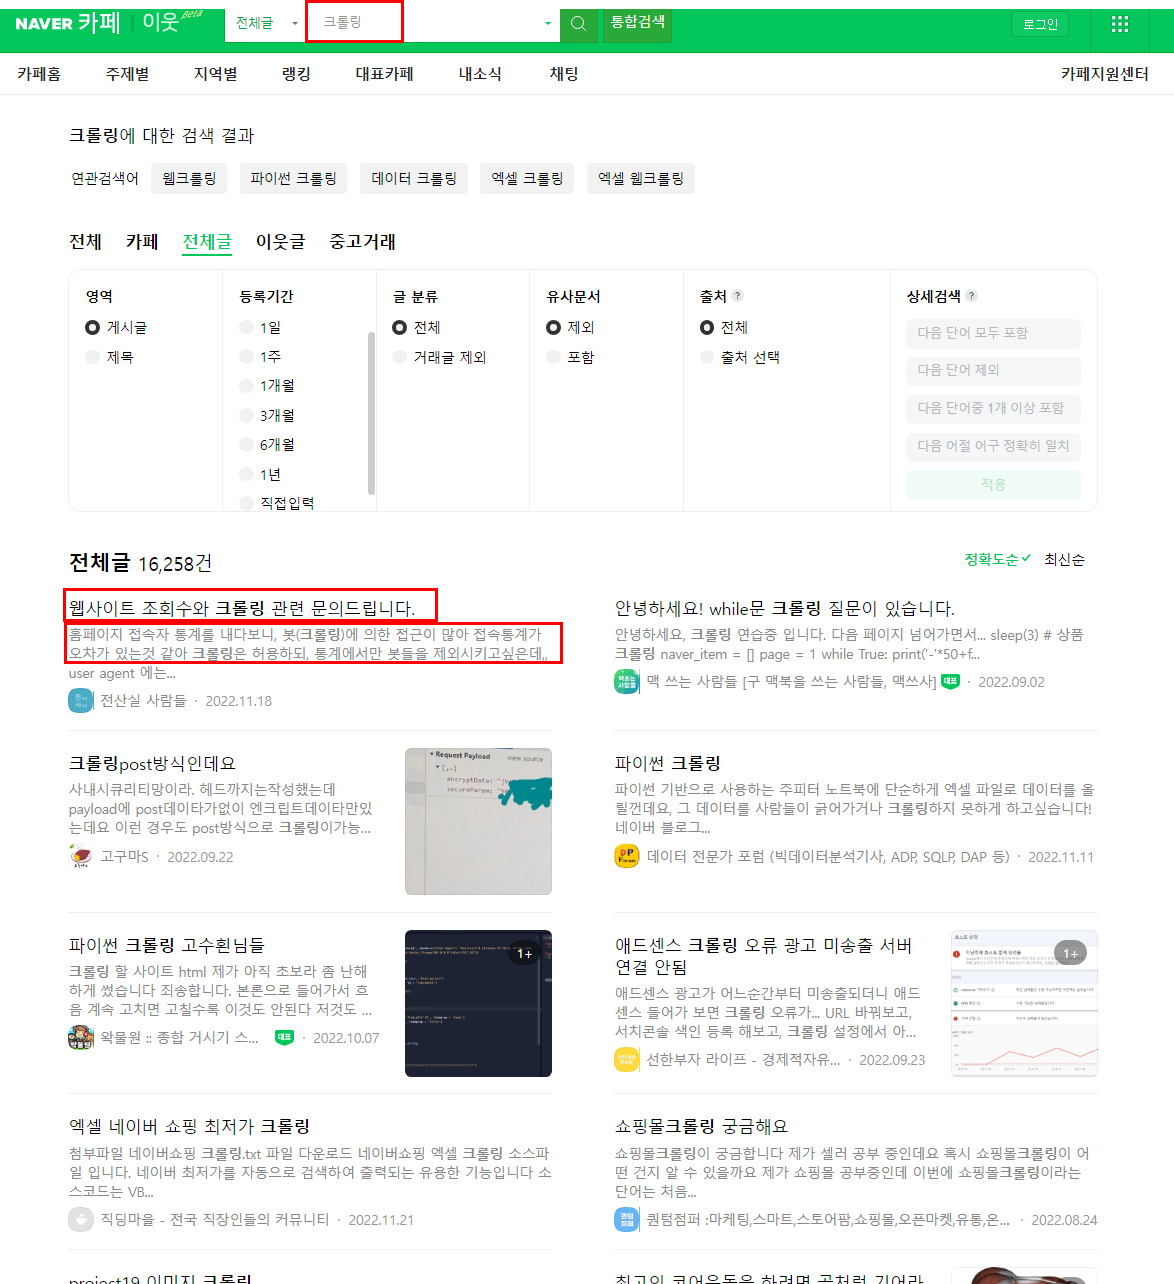 NAVER 카페 이웃 Beta 전체글 크롤링 통합검색 로그인
카페홈 주제별 지역별 랭킹 대표카페 내소식 채팅 카페지원센터
크롤링에 대한 검색 결과
연관검색어 웹크롤링 파이썬 크롤링 데이터 크롤링 엑셀 크롤링 엑셀 웹크롤링
전체 카페 전체글 이웃글 중고거래
영역
게시글
제목
등록기간
1일
1주
1개월
3개월
6개월
1년
직접입력
글 분류
전체
거래글 제외
유사문서
제외
포함
출처 ?
전체
출처 선택
상세검색 ?
다음 단어 모두 포함
다음 단어 제외
다음 단어중 1개 이상 포함
다음 어절 어구 정확히 일치
적용
전체글 16,258건
정확도순 최신순
웹사이트 조회수와 크롤링 관련 문의드립니다.
홈페이지 접속자 통계를 내다보니, 봇(크롤링)에 의한 접근이 많아 접속통계가
오차가 있는것 같아 크롤링은 허용하되, 통계에서만 봇들을 제외시키고싶은데,,
user agent 에는...
전산실 사람들 · 2022.11.18
안녕하세요! while문 크롤링 질문이 있습니다.
안녕하세요, 크롤링 연습중 입니다. 다음 페이지 넘어가면서... sleep(3) # 상품
크롤링 naver_item = [] page = 1 while True: print('-'*50+f...
맥쓰는
사람들
맥 쓰는 사람들 [구 맥북을 쓰는 사람들, 맥쓰사] 대표 · 2022.09.02
크롤링post방식인데요
사내시큐리티망이라. 헤드까지는작성했는데
payload에 post데이타가없이 엔크립트데이타만있
는데요 이런 경우도 post방식으로 크롤링이가능...
고구마S · 2022.09.22
Request Payload view source
{,…}
encryptData:
secureParam:
파이썬 크롤링
파이썬 기반으로 사용하는 주피터 노트북에 단순하게 엑셀 파일로 데이터를 올
릴껀데요, 그 데이터를 사람들이 긁어가거나 크롤링하지 못하게 하고싶습니다!
네이버 블로그...
DP
Forum
데이터 전문가 포럼 (빅데이터분석기사, ADP, SQLP, DAP 등) · 2022.11.11
파이썬 크롤링 고수횐님들
크롤링 할 사이트 html 제가 아직 초보라 좀 난해
하게 썼습니다 죄송합니다. 본론으로 들어가서 흐
음 계속 고치면 고칠수록 이것도 안된다 저것도 ...
왁물원 :: 종합 거시기 스... 대표 · 2022.10.07
1+
애드센스 크롤링 오류 광고 미송출 서버
연결 안됨
애드센스 광고가 어느순간부터 미송출되더니 애드
센스 들어가 보면 크롤링 오류가... URL 바꿔보고,
서치콘솔 색인 등록 해보고, 크롤링 설정에서 아...
선한부자 라이프 - 경제적자유... · 2022.09.23
1+
엑셀 네이버 쇼핑 최저가 크롤링
첨부파일 네이버쇼핑 크롤링.txt 파일 다운로드 네이버쇼핑 엑셀 크롤링 소스파
일 입니다. 네이버 최저가를 자동으로 검색하여 출력되는 유용한 기능입니다 소
스코드는 VB...
직딩마을 - 전국 직장인들의 커뮤니티 · 2022.11.21
쇼핑몰크롤링 궁금해요
쇼핑몰크롤링이 궁금합니다 제가 셀러 공부 중인데요 혹시 쇼핑몰크롤링이 어
떤 건지 알 수 있을까요 제가 쇼핑몰 공부중인데 이번에 쇼핑몰크롤링이라는
단어는 처음...
퀀텀
점퍼
퀀텀점퍼 :마케팅,스마트,스토어팜,쇼핑몰,오픈마켓,유통,온... · 2022.08.24
project19 이미지 크롤링
최고의 코어운동을 하려면 곰처럼 기어라